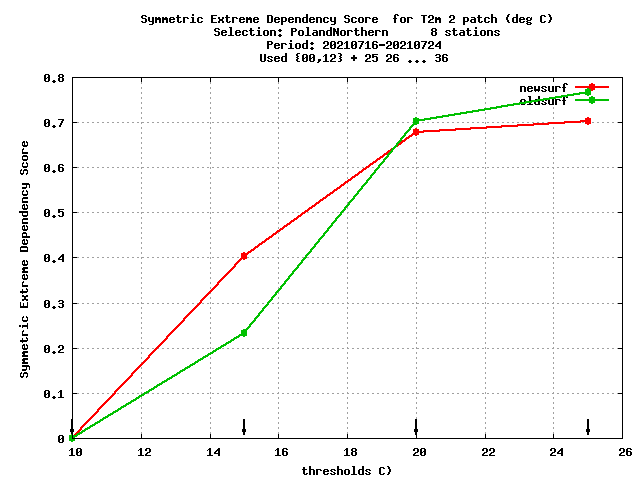 Symmetric Extreme Dependency Score  for T2m 2 patch (deg C)
Selection: PolandNorthern      8 stations
Period: 20210716-20210724
Used {00,12} + 25 26 ... 36
0.8
0.7
0.6
0.5
0.4
0.3
0.2
0.1
0
Symmetric Extreme Dependency Score
newsurf
oldsurf
10 12 14 16 18 20 22 24 26
thresholds C)